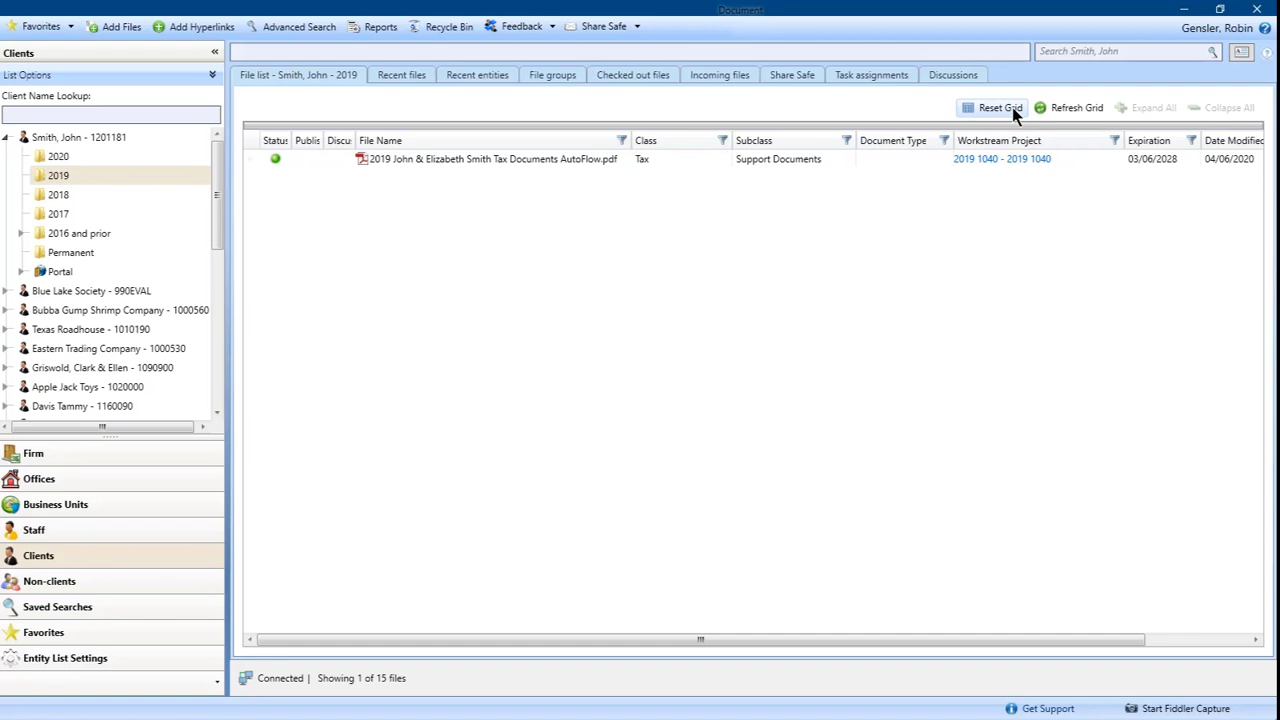 Document
Favorites Add Files Add Hyperlinks Advanced Search Reports Recycle Bin Feedback Share Safe Gensler, Robin
Clients
List Options
Client Name Lookup:
Smith, John - 1201181
2020
2019
2018
2017
2016 and prior
Permanent
Portal
Blue Lake Society - 990EVAL
Bubba Gump Shrimp Company - 1000560
Texas Roadhouse - 1010190
Eastern Trading Company - 1000530
Griswold, Clark & Ellen - 1090900
Apple Jack Toys - 1020000
Davis Tammy - 1160090
Firm
Offices
Business Units
Staff
Clients
Non-clients
Saved Searches
Favorites
Entity List Settings
Search Smith, John
File list - Smith, John - 2019 Recent files Recent entities File groups Checked out files Incoming files Share Safe Task assignments Discussions
Reset Grid Refresh Grid Expand All Collapse All
Status Publis Discu File Name Class Subclass Document Type Workstream Project Expiration Date Modified
2019 John & Elizabeth Smith Tax Documents AutoFlow.pdf Tax Support Documents 2019 1040 - 2019 1040 03/06/2028 04/06/2020
Connected Showing 1 of 15 files
Get Support Start Fiddler Capture